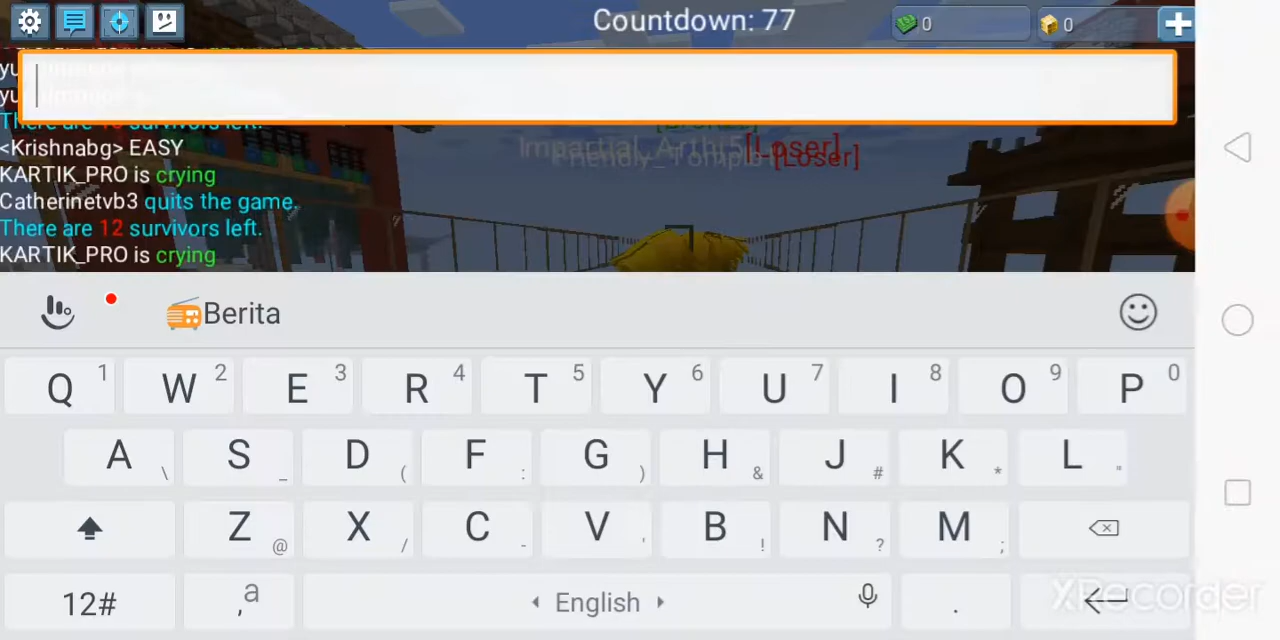 Countdown: 77
0
0
There are survivors left.
<Krishnabg> EASY
KARTIK_PRO is crying
Catherinetvb3 quits the game.
There are 12 survivors left.
KARTIK_PRO is crying
[Loser]
[Loser]
Berita
Q 1 W 2 E 3 R 4 T 5 Y 6 U 7 I 8 O 9 P 0
A \ S _ D ( F : G ) H & J # K * L "
Z @ X / C - V ' B ! N ? M ;
12# , a English .
XRecorder